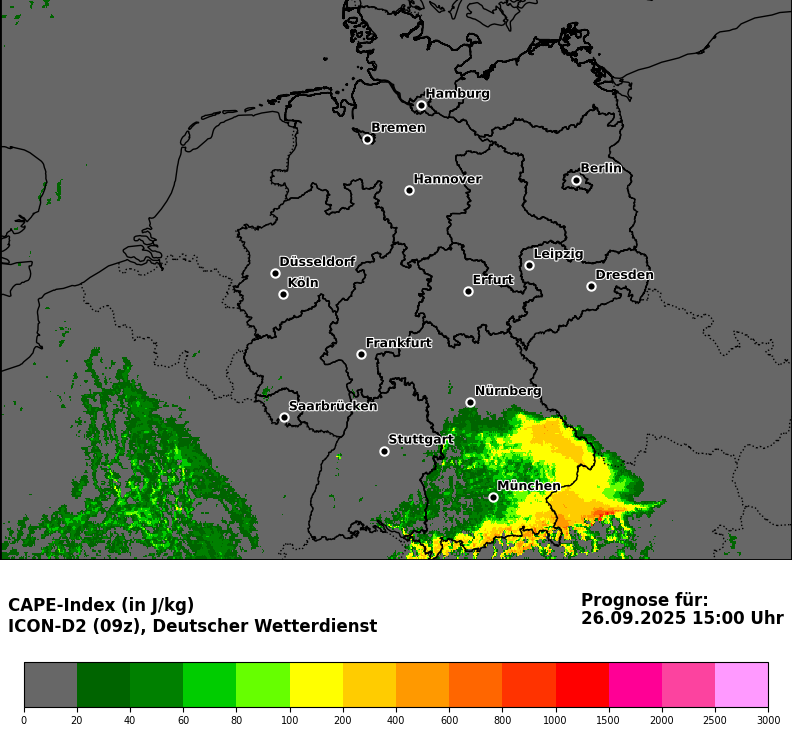 Hamburg
Bremen
Berlin
Hannover
Düsseldorf
Leipzig
Köln
Erfurt
Dresden
Frankfurt
Nürnberg
Saarbrücken
Stuttgart
München
CAPE-Index (in J/kg)
ICON-D2 (09z), Deutscher Wetterdienst
Prognose für:
26.09.2025 15:00 Uhr
0 20 40 60 80 100 200 400 600 800 1000 1500 2000 2500 3000